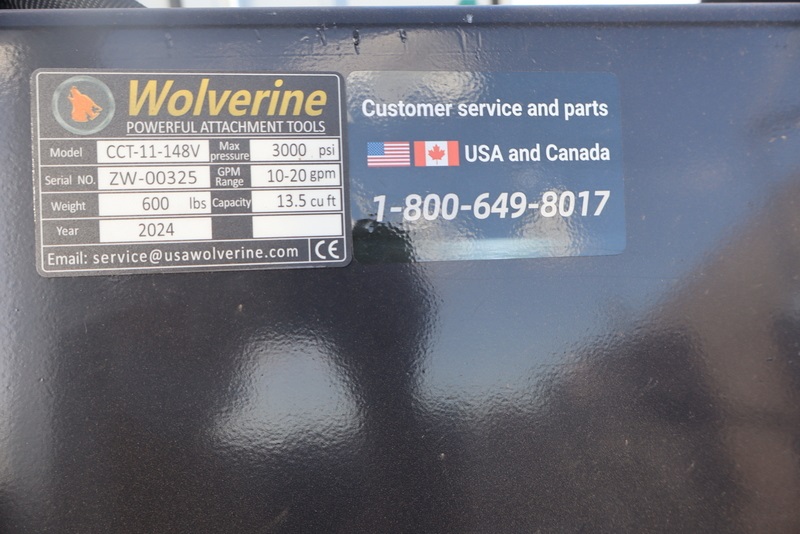 Wolverine
POWERFUL ATTACHMENT TOOLS
Model CCT-11-148V Max pressure 3000 psi
Serial NO. ZW-00325 GPM Range 10-20 gpm
Weight 600 lbs Capacity 13.5 cu ft
Year 2024
Email: service@usawolverine.com CE
Customer service and parts
USA and Canada
1-800-649-8017